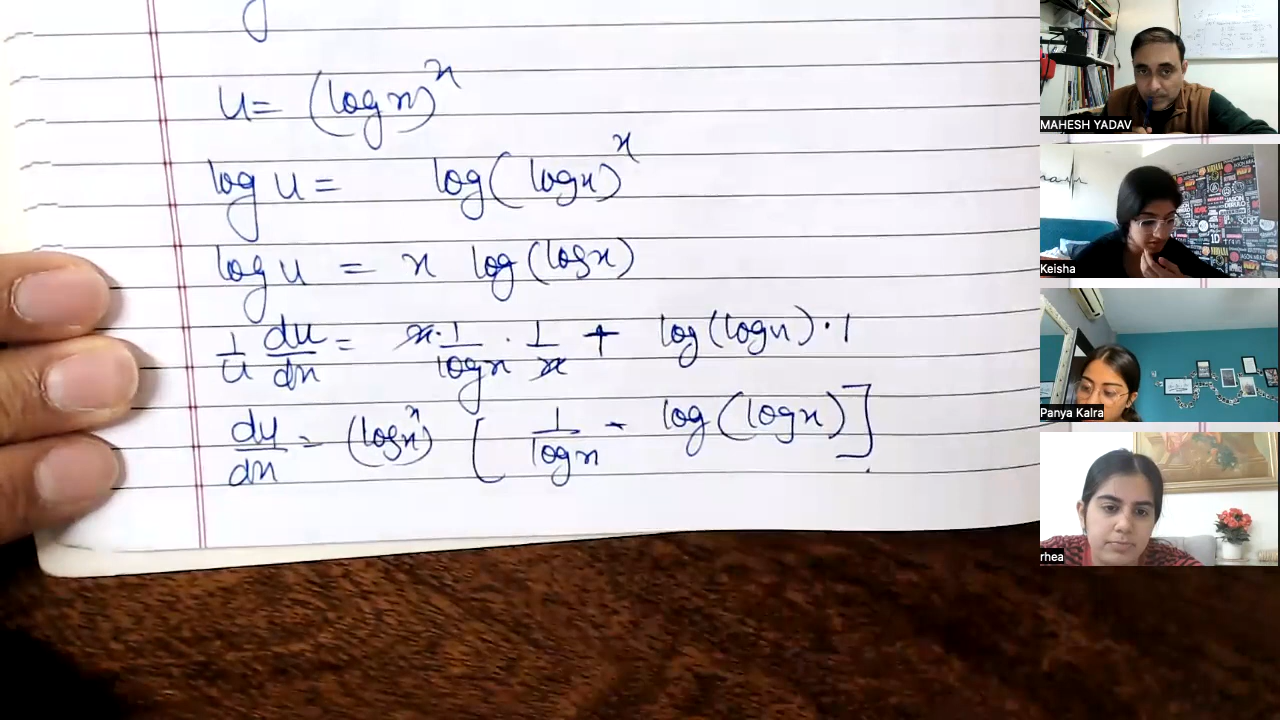 u = (log x)^x
log u = log(log x)^x
log u = x log(log x)
1/u du/dx = x · 1/log x · 1/x + log(log x) · 1
du/dx = (log x)^x [ 1/log x - log(log x) ]
MAHESH YADAV
Keisha
Panya Kalra
rhea